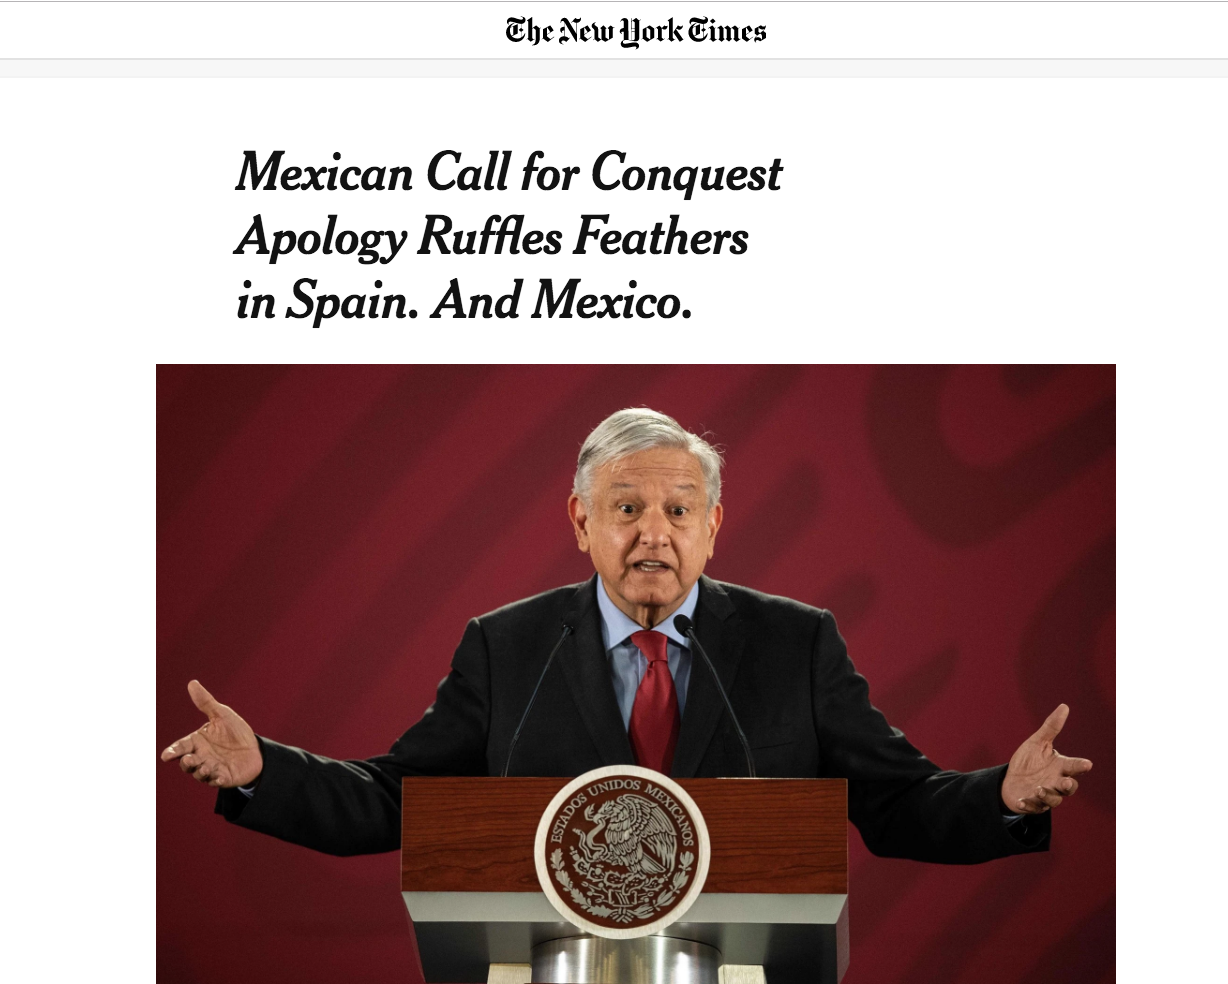 The New York Times
Mexican Call for Conquest
Apology Ruffles Feathers
in Spain. And Mexico.
ESTADOS UNIDOS MEXICANOS